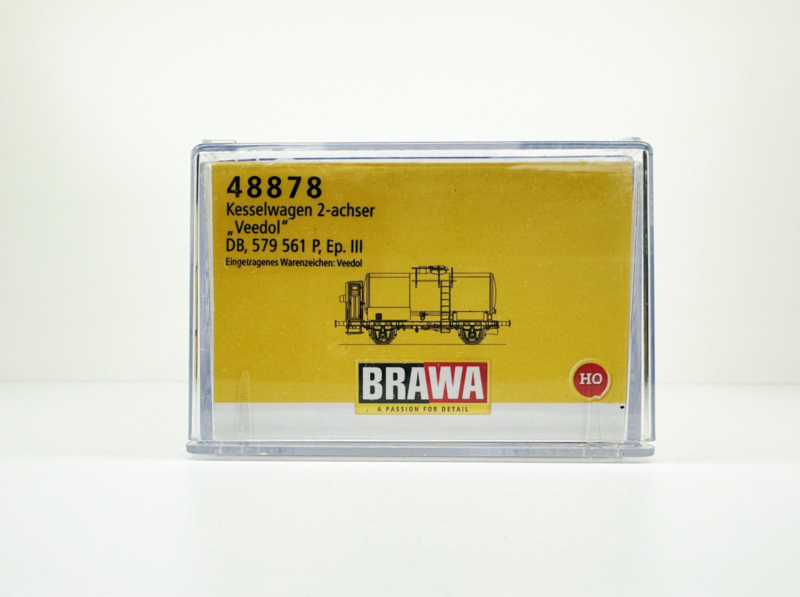 48878
Kesselwagen 2-achser
„Veedol“
DB, 579 561 P, Ep. III
Eingetragenes Warenzeichen: Veedol
BRAWA
A PASSION FOR DETAIL
HO